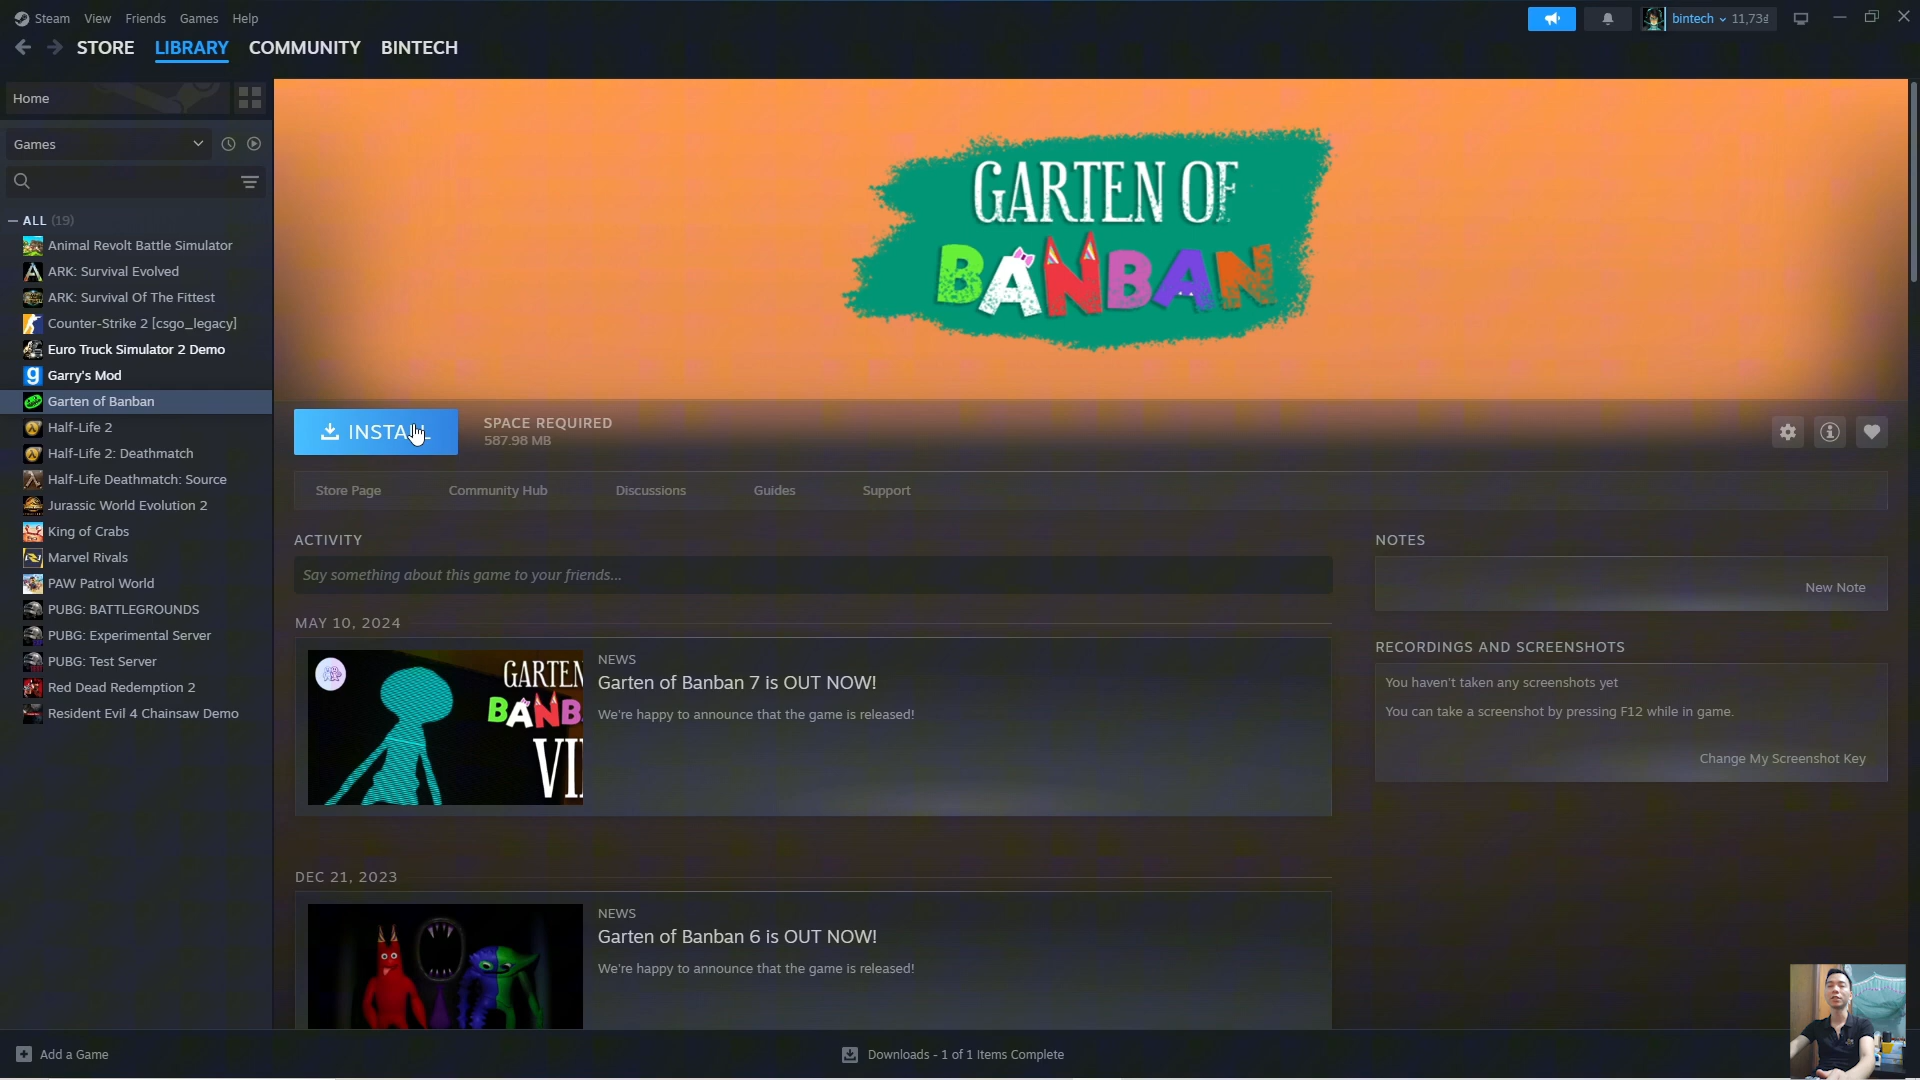 Steam View Friends Games Help
bintech 11,73₫
STORE LIBRARY COMMUNITY BINTECH
Home
Games
ALL (19)
Animal Revolt Battle Simulator
ARK: Survival Evolved
ARK: Survival Of The Fittest
Counter-Strike 2 [csgo_legacy]
Euro Truck Simulator 2 Demo
Garry's Mod
Garten of Banban
Half-Life 2
Half-Life 2: Deathmatch
Half-Life Deathmatch: Source
Jurassic World Evolution 2
King of Crabs
Marvel Rivals
PAW Patrol World
PUBG: BATTLEGROUNDS
PUBG: Experimental Server
PUBG: Test Server
Red Dead Redemption 2
Resident Evil 4 Chainsaw Demo
GARTEN OF
BANBAN
INSTALL
SPACE REQUIRED
587.98 MB
Store Page Community Hub Discussions Guides Support
ACTIVITY
Say something about this game to your friends...
MAY 10, 2024
GARTEN
BANB
VI
NEWS
Garten of Banban 7 is OUT NOW!
We're happy to announce that the game is released!
DEC 21, 2023
NEWS
Garten of Banban 6 is OUT NOW!
We're happy to announce that the game is released!
NOTES
New Note
RECORDINGS AND SCREENSHOTS
You haven't taken any screenshots yet
You can take a screenshot by pressing F12 while in game.
Change My Screenshot Key
Add a Game
Downloads - 1 of 1 Items Complete